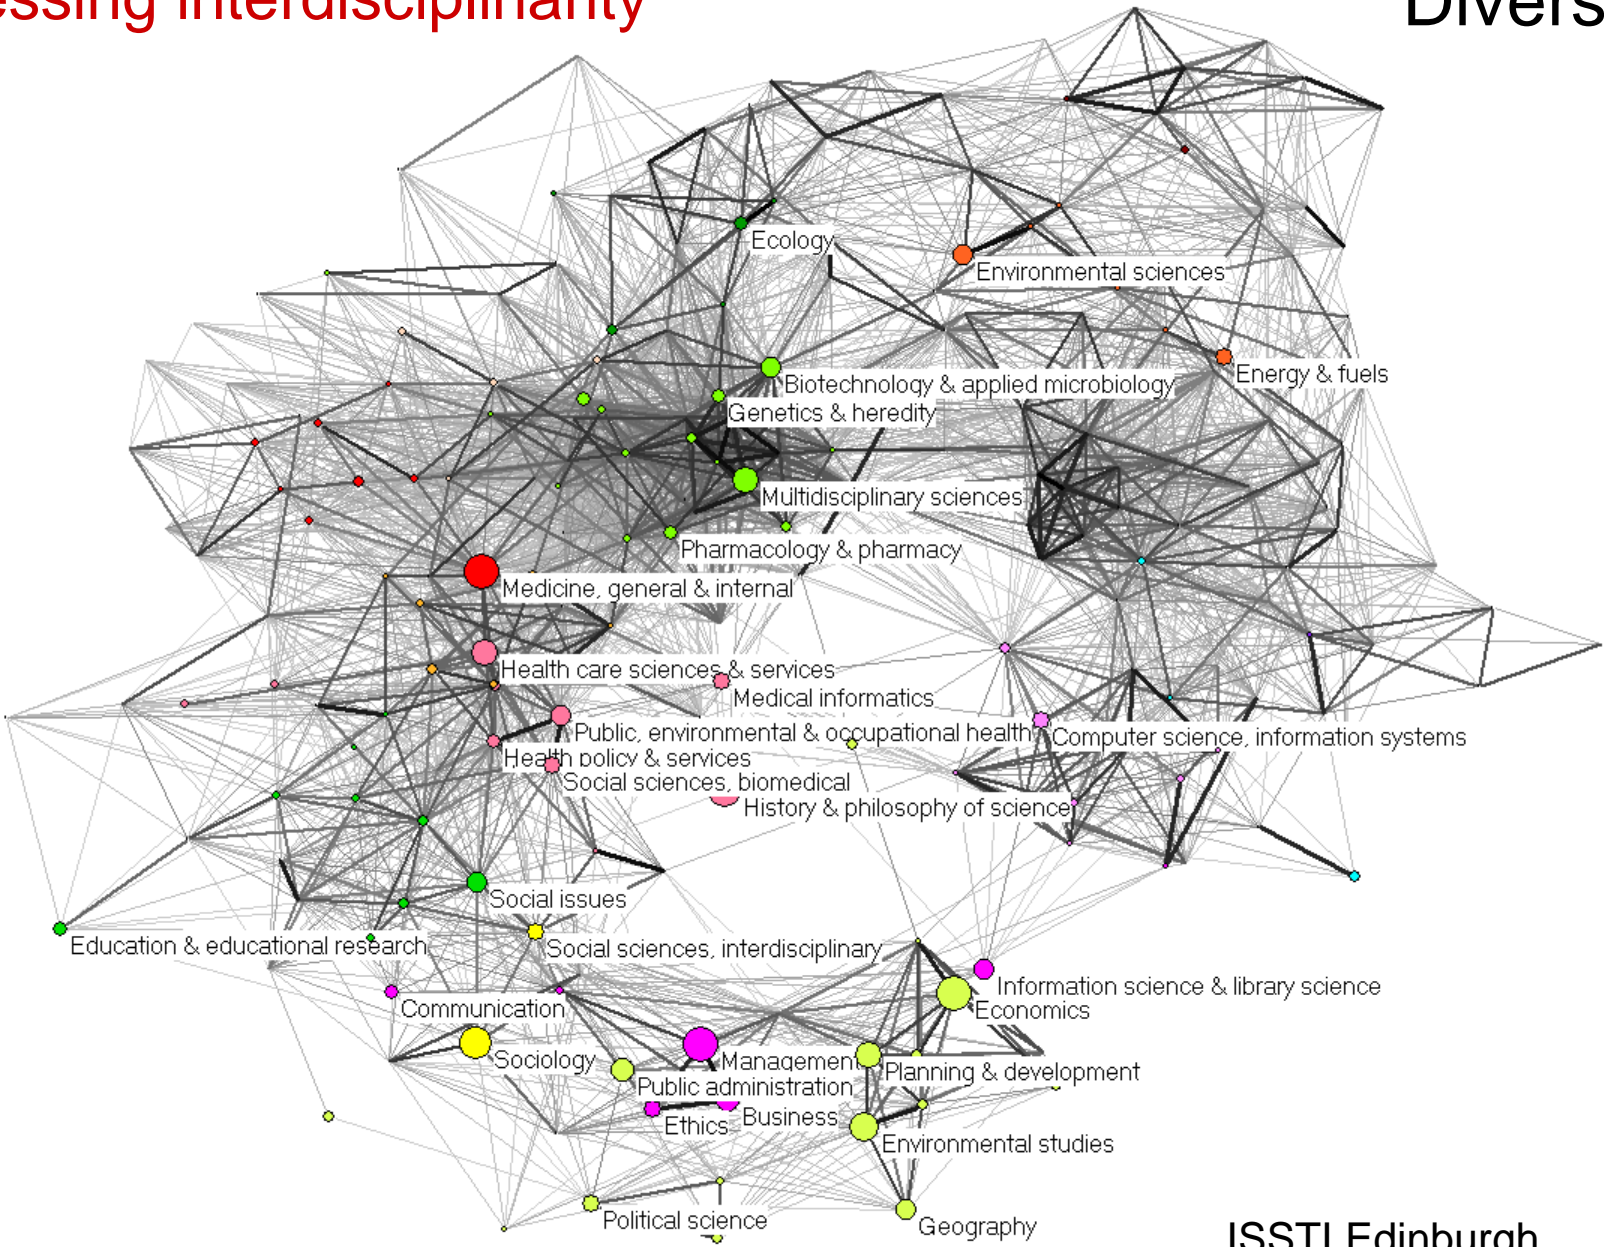 essing interdisciplinarity
Divers
Ecology
Environmental sciences
Energy & fuels
Biotechnology & applied microbiology
Genetics & heredity
Multidisciplinary sciences
Pharmacology & pharmacy
Medicine, general & internal
Health care sciences & services
Medical informatics
Public, environmental & occupational health
Computer science, information systems
Health policy & services
Social sciences, biomedical
History & philosophy of science
Social issues
Education & educational research
Social sciences, interdisciplinary
Information science & library science
Communication
Economics
Sociology
Management
Planning & development
Public administration
Business
Ethics
Environmental studies
Political science
Geography
ISSTI Edinburgh